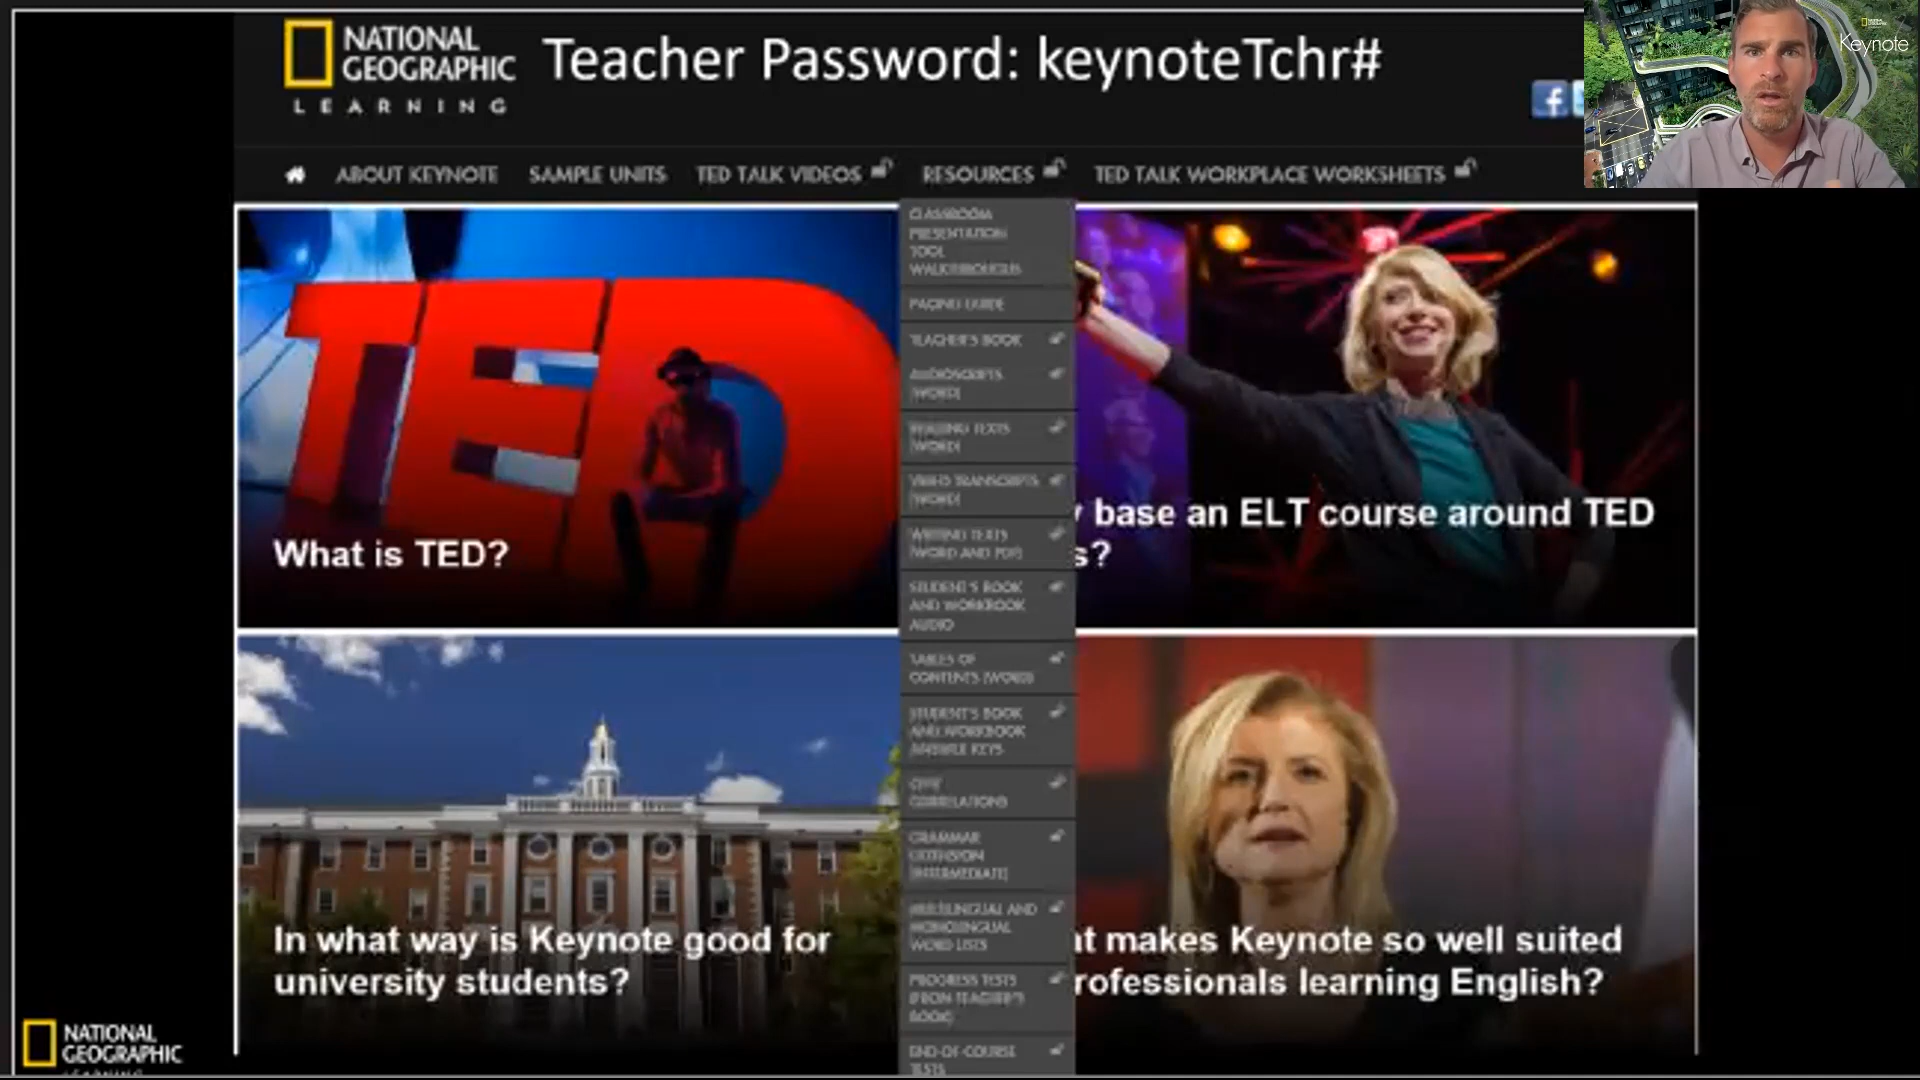 NATIONAL
GEOGRAPHIC
LEARNING
Teacher Password: keynoteTchr#
Keynote
ABOUT KEYNOTE
SAMPLE UNITS
TED TALK VIDEOS
RESOURCES
TED TALK WORKPLACE WORKSHEETS
CLASSROOM
PRESENTATION
TOOL
WALKTHROUGHS
PACING GUIDE
TEACHER'S BOOK
AUDIOSCRIPTS
(WORD)
READING TEXTS
(WORD)
VIDEO TRANSCRIPTS
(WORD)
WRITING TEXTS
(WORD AND PDF)
STUDENT'S BOOK
AND WORKBOOK
AUDIO
TABLES OF
CONTENTS (WORD)
STUDENT'S BOOK
AND WORKBOOK
ANSWER KEYS
CEFR
CORRELATIONS
GRAMMAR
EXTENSION
(INTERMEDIATE)
MULTILINGUAL AND
MONOLINGUAL
WORD LISTS
PROGRESS TESTS
(FROM TEACHER'S
BOOK)
END-OF-COURSE
TESTS
TED
What is TED?
base an ELT course around TED
s?
In what way is Keynote good for
university students?
at makes Keynote so well suited
rofessionals learning English?
NATIONAL
GEOGRAPHIC
LEARNING